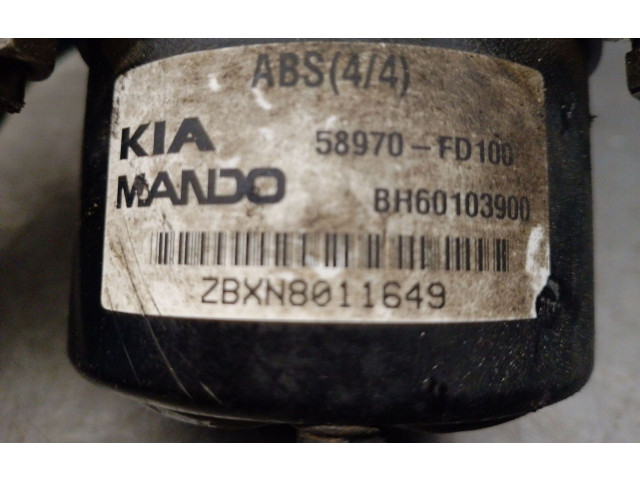 ABS(4/4)
KIA 58970-FD100
MANDO BH60103900
ZBXN8011649